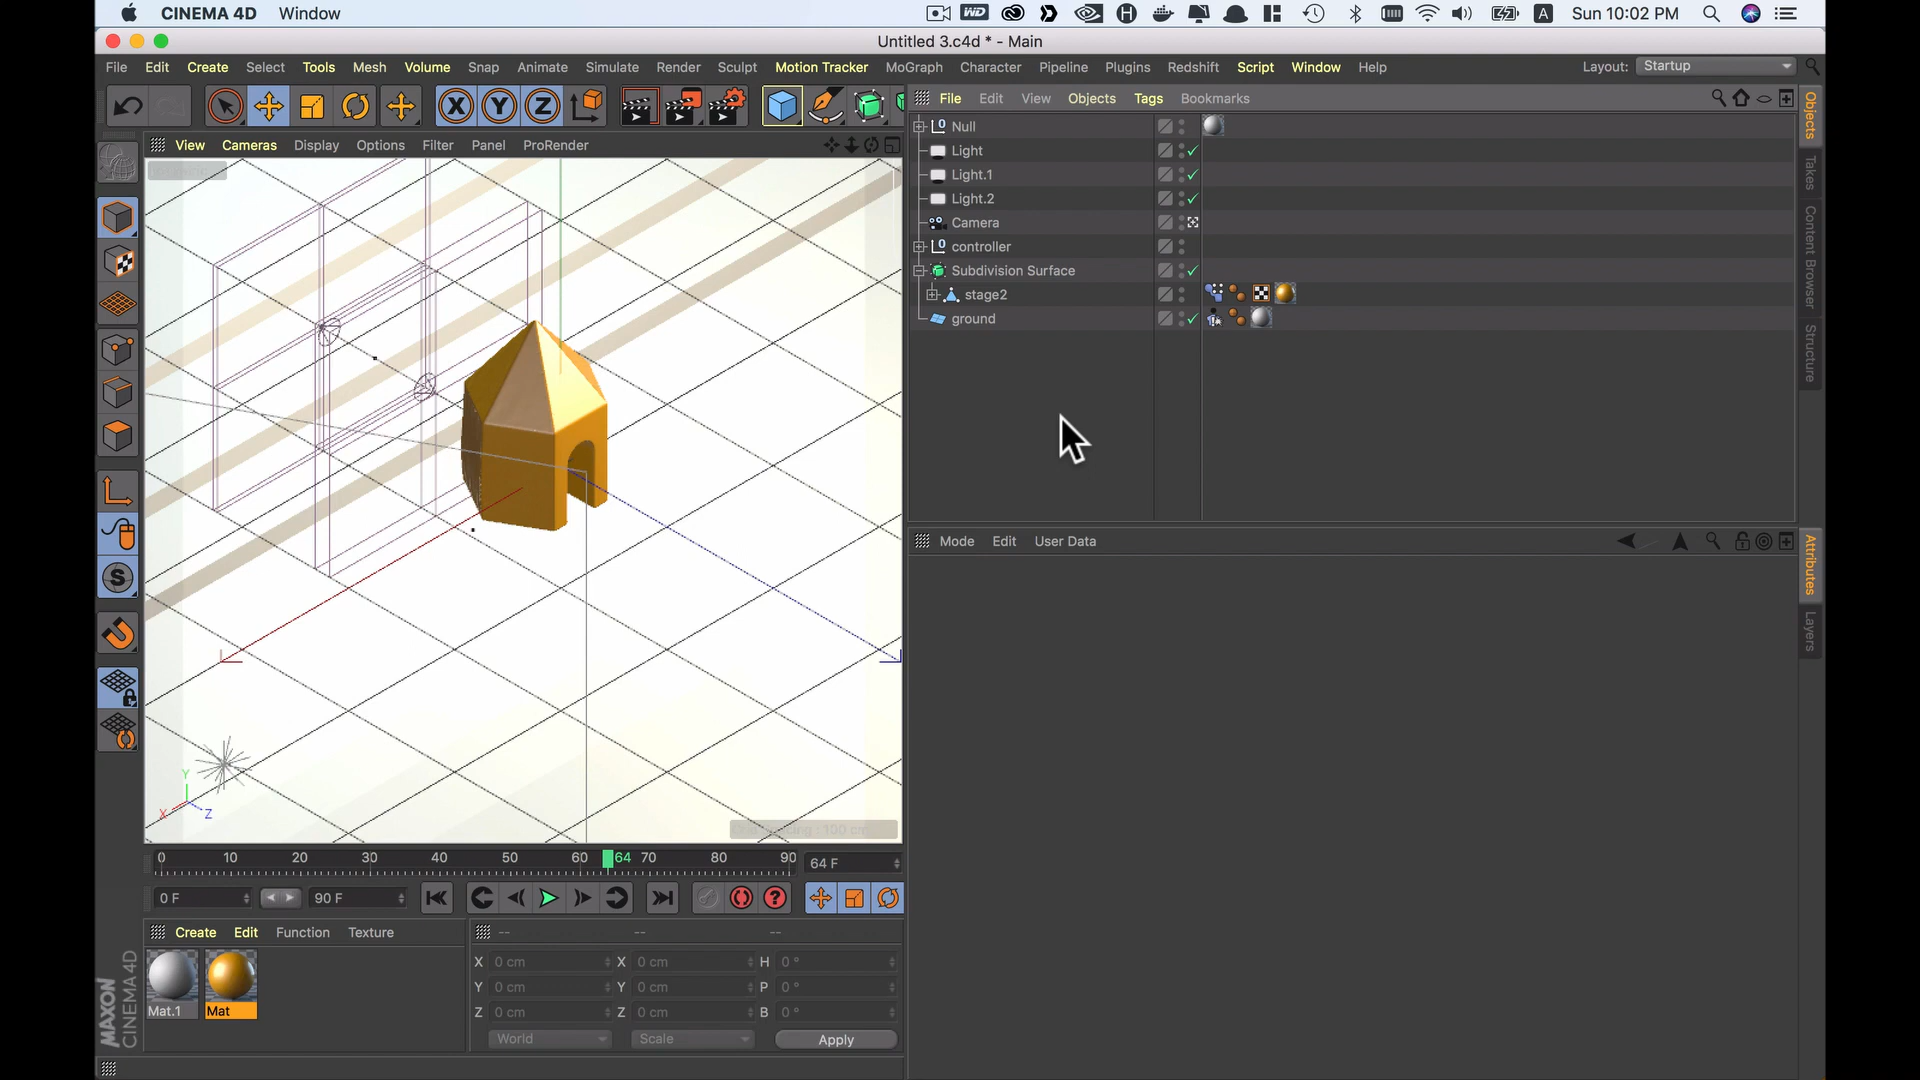 CINEMA 4D Window
Sun 10:02 PM
Untitled 3.c4d * - Main
File Edit Create Select Tools Mesh Volume Snap Animate Simulate Render Sculpt Motion Tracker MoGraph Character Pipeline Plugins Redshift Script Window Help Layout: Startup
File Edit View Objects Tags Bookmarks
View Cameras Display Options Filter Panel ProRender
Null
Light
Light.1
Light.2
Camera
controller
Subdivision Surface
stage2
ground
Objects
Takes
Content Browser
Structure
Mode Edit User Data
Attributes
Layers
Y
X
Z
0 10 20 30 40 50 60 64 70 80 90 64 F
0 F 90 F
Create Edit Function Texture
-- -- --
X 0 cm X 0 cm H 0 °
Y 0 cm Y 0 cm P 0 °
Z 0 cm Z 0 cm B 0 °
World Scale Apply
Mat.1 Mat
MAXON
CINEMA 4D